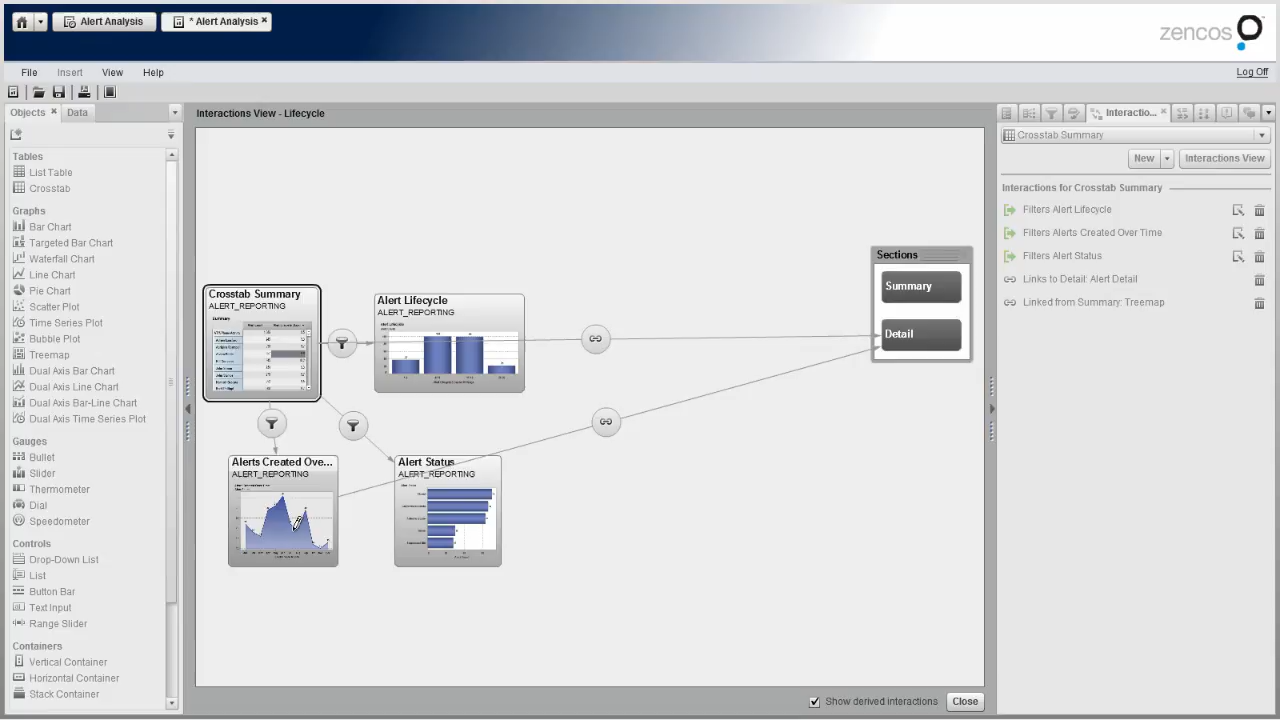 Alert Analysis
* Alert Analysis
zencos
File Insert View Help
Log Off
Objects
Data
Interactions View - Lifecycle
Interactio...
Crosstab Summary
New
Interactions View
Tables
List Table
Crosstab
Graphs
Bar Chart
Targeted Bar Chart
Waterfall Chart
Line Chart
Pie Chart
Scatter Plot
Time Series Plot
Bubble Plot
Treemap
Dual Axis Bar Chart
Dual Axis Line Chart
Dual Axis Bar-Line Chart
Dual Axis Time Series Plot
Gauges
Bullet
Slider
Thermometer
Dial
Speedometer
Controls
Drop-Down List
List
Button Bar
Text Input
Range Slider
Containers
Vertical Container
Horizontal Container
Stack Container
Crosstab Summary
ALERT_REPORTING
Alert Lifecycle
ALERT_REPORTING
Alerts Created Ove...
ALERT_REPORTING
Alert Status
ALERT_REPORTING
Sections
Summary
Detail
Show derived interactions
Close
Interactions for Crosstab Summary
Filters Alert Lifecycle
Filters Alerts Created Over Time
Filters Alert Status
Links to Detail: Alert Detail
Linked from Summary: Treemap